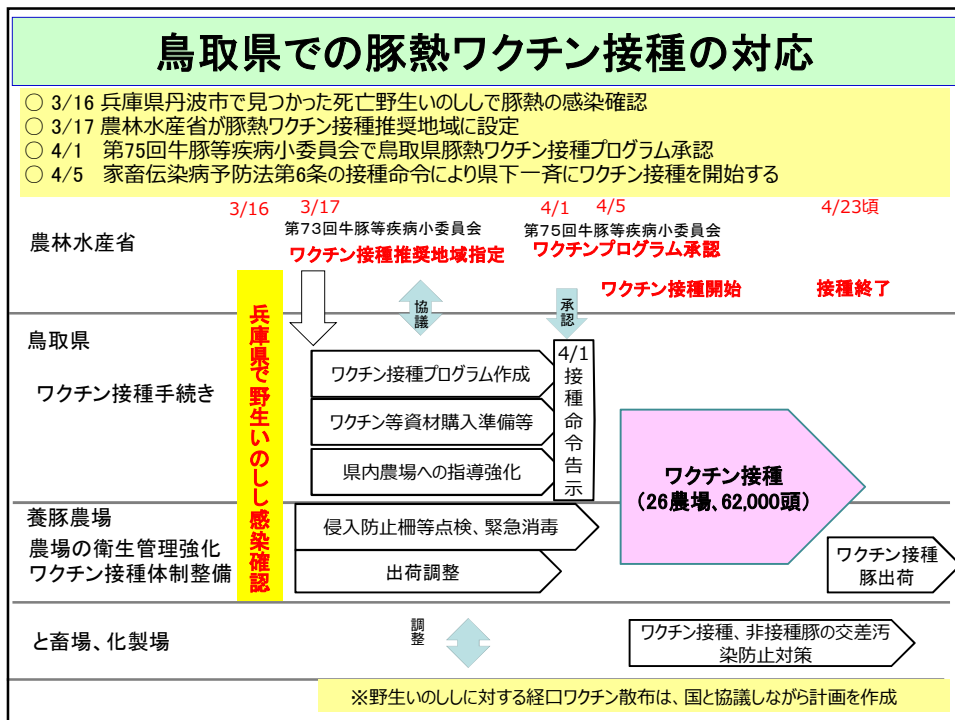 鳥取県での豚熱ワクチン接種の対応
○ 3/16 兵庫県丹波市で見つかった死亡野生いのししで豚熱の感染確認
○ 3/17 農林水産省が豚熱ワクチン接種推奨地域に設定
○ 4/1 第75回牛豚等疾病小委員会で鳥取県豚熱ワクチン接種プログラム承認
○ 4/5 家畜伝染病予防法第6条の接種命令により県下一斉にワクチン接種を開始する
3/16 3/17 4/1 4/5 4/23頃
農林水産省
第73回牛豚等疾病小委員会
ワクチン接種推奨地域指定
第75回牛豚等疾病小委員会
ワクチンプログラム承認
ワクチン接種開始
接種終了
協議
承認
兵庫県で野生いのしし感染確認
鳥取県
ワクチン接種手続き
ワクチン接種プログラム作成
ワクチン等資材購入準備等
県内農場への指導強化
4/1接種命令告示
ワクチン接種
(26農場、62,000頭)
養豚農場
農場の衛生管理強化
ワクチン接種体制整備
侵入防止柵等点検、緊急消毒
出荷調整
ワクチン接種
豚出荷
と畜場、化製場
調整
ワクチン接種、非接種豚の交差汚
染防止対策
※野生いのししに対する経口ワクチン散布は、国と協議しながら計画を作成